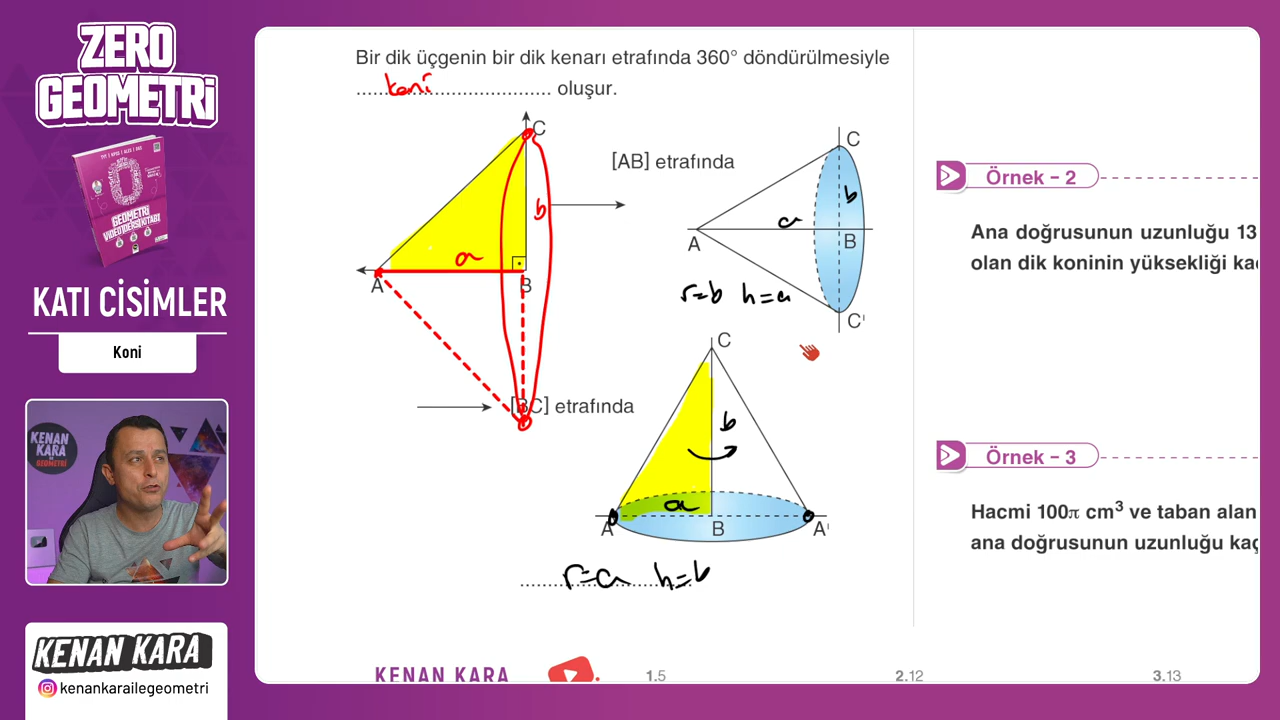 ZERO
GEOMETRİ
GEOMETRİ
VİDEO DERS KİTABI
KATI CİSİMLER
Koni
KENAN
KARA
ile
GEOMETRİ
KENAN KARA
kenankarailegeometri
Bir dik üçgenin bir dik kenarı etrafında 360° döndürülmesiyle
.....koni..... oluşur.
C
b
a
A
B
[AB] etrafında
C
b
a
A
B
r=b h=a
C'
[BC] etrafında
C
b
a
A
B
A'
r=a h=b
Örnek – 2
Ana doğrusunun uzunluğu 13
olan dik koninin yüksekliği ka
Örnek – 3
Hacmi 100π cm³ ve taban alan
ana doğrusunun uzunluğu kaç
KENAN KARA
1.5 2.12 3.13